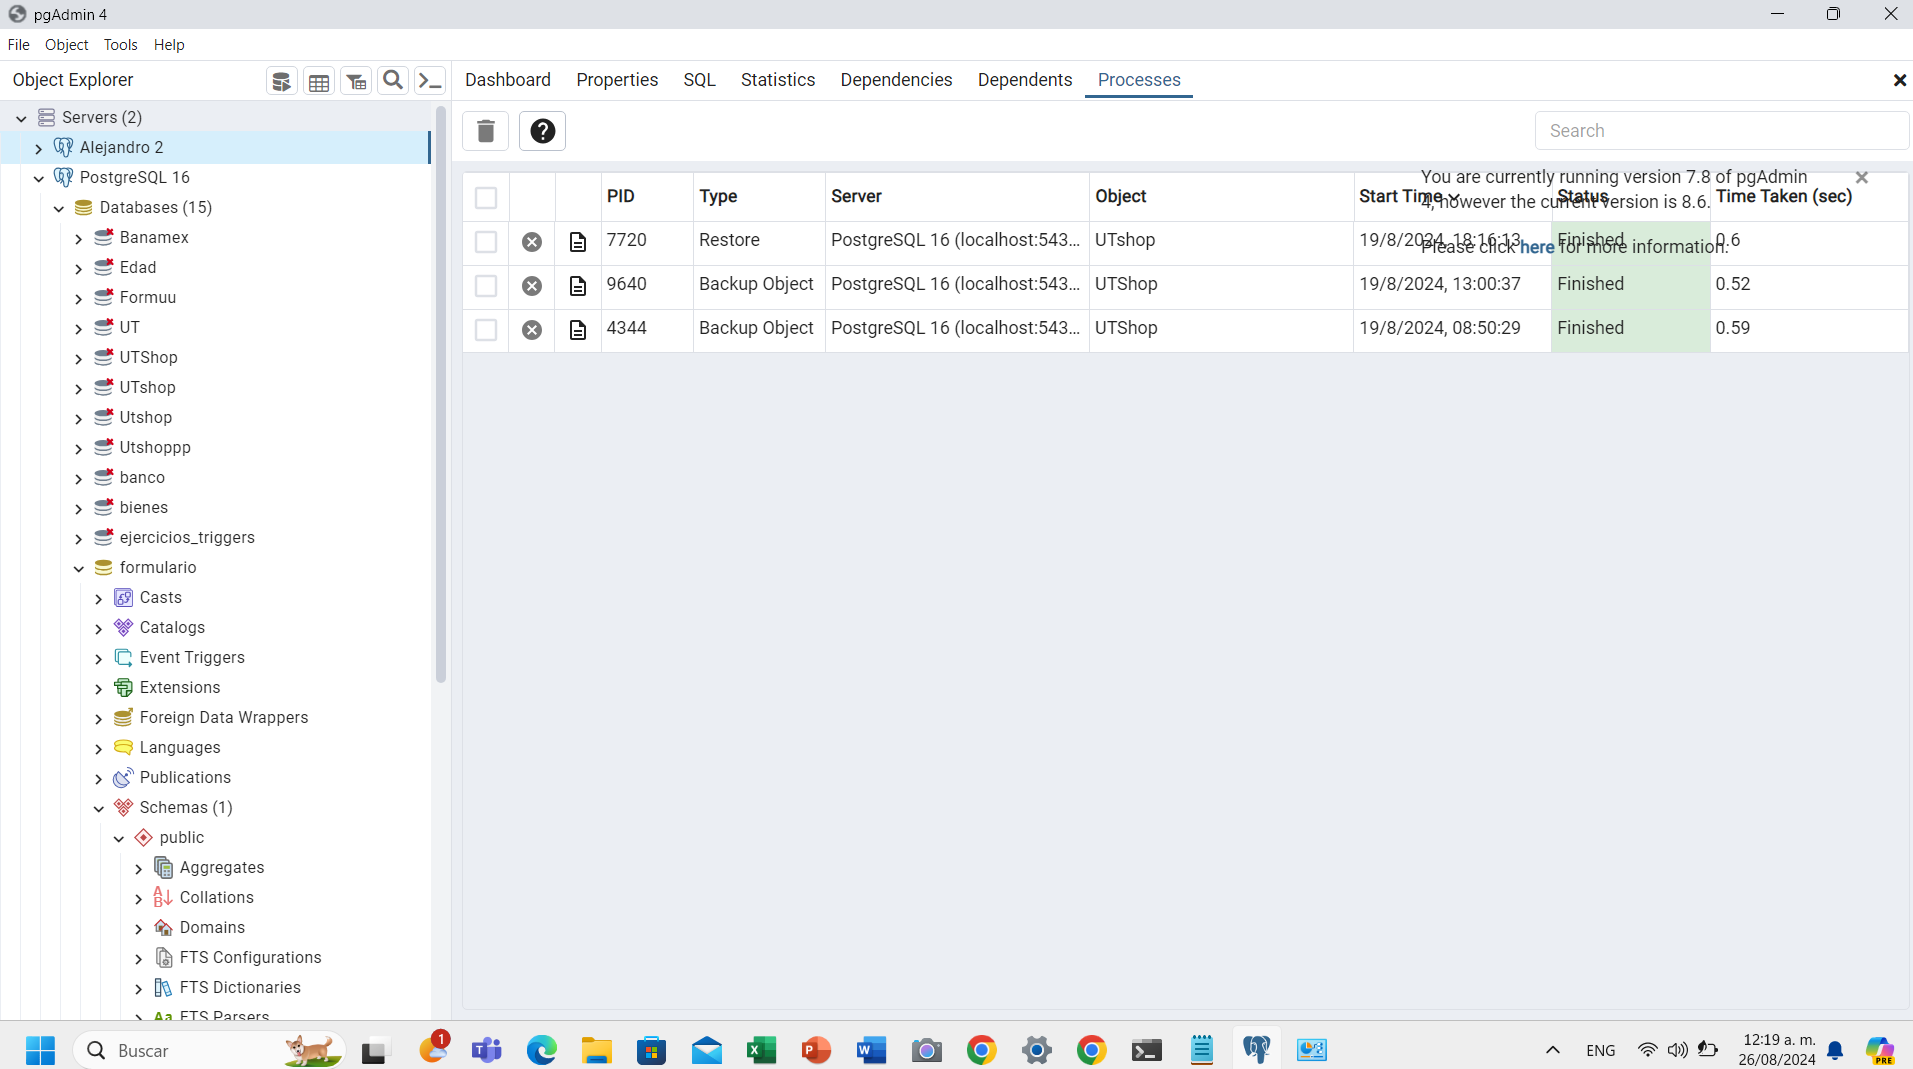 pgAdmin 4
File Object Tools Help
Object Explorer
Dashboard Properties SQL Statistics Dependencies Dependents Processes
Search
Servers (2)
Alejandro 2
PostgreSQL 16
Databases (15)
Banamex
Edad
Formuu
UT
UTShop
UTshop
Utshop
Utshoppp
banco
bienes
ejercicios_triggers
formulario
Casts
Catalogs
Event Triggers
Extensions
Foreign Data Wrappers
Languages
Publications
Schemas (1)
public
Aggregates
Collations
Domains
FTS Configurations
FTS Dictionaries
FTS Parsers
PID Type Server Object Start Time Status Time Taken (sec)
7720 Restore PostgreSQL 16 (localhost:543... UTshop 19/8/2024, 18:16:13 Finished 0.6
9640 Backup Object PostgreSQL 16 (localhost:543... UTShop 19/8/2024, 13:00:37 Finished 0.52
4344 Backup Object PostgreSQL 16 (localhost:543... UTShop 19/8/2024, 08:50:29 Finished 0.59
You are currently running version 7.8 of pgAdmin
4, however the current version is 8.6.
Please click here for more information.
Buscar
1
ENG
12:19 a. m.
26/08/2024
PRE